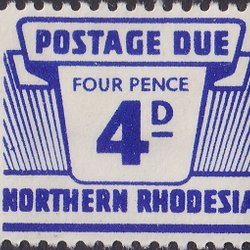 POSTAGE DUE
FOUR PENCE
4D
NORTHERN RHODESIA